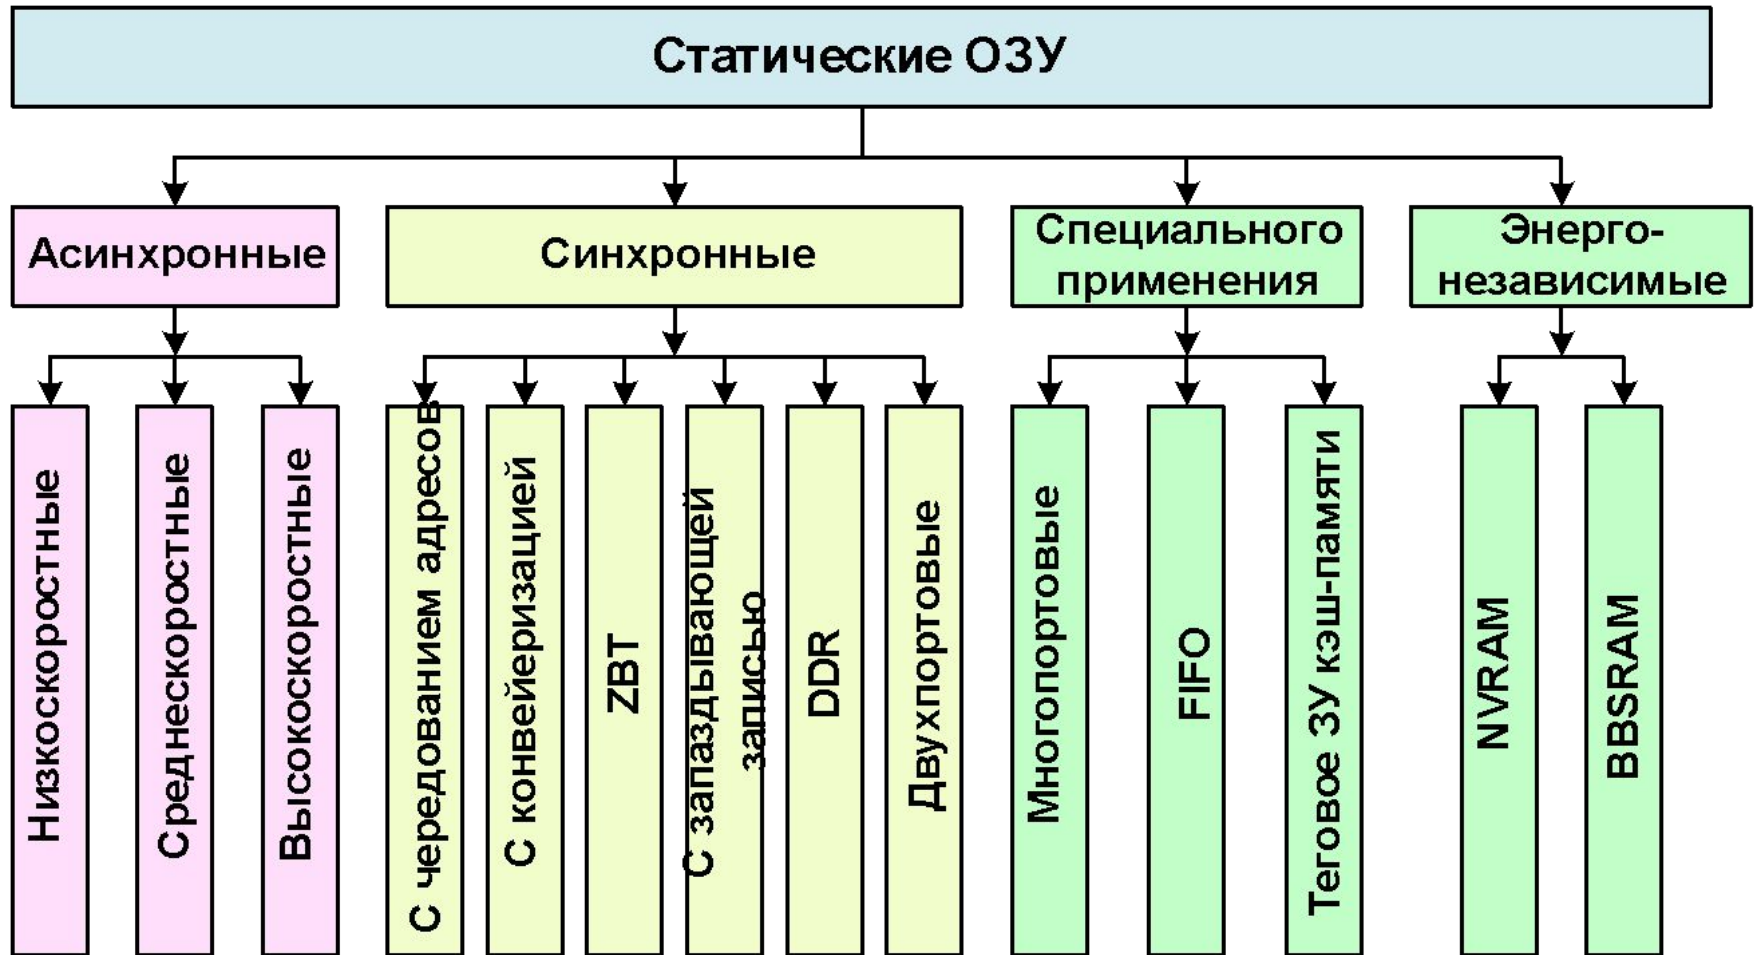 Статические ОЗУ
Асинхронные
Синхронные
Специального
применения
Энерго-
независимые
Низкоскоростные
Среднескоростные
Высокоскоростные
С чередованием адресов
С конвейеризацией
ZBT
С запаздывающей
записью
DDR
Двухпортовые
Многопортовые
FIFO
Теговое ЗУ кэш-памяти
NVRAM
BBSRAM